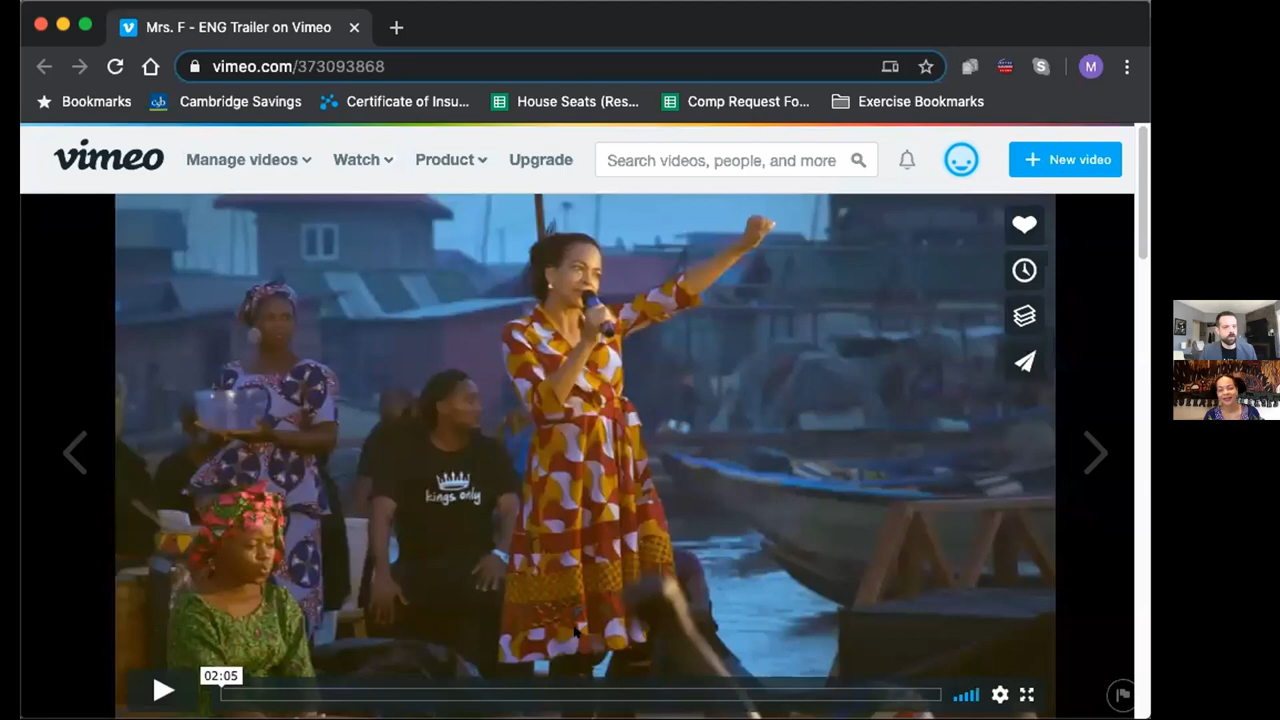 Mrs. F - ENG Trailer on Vimeo
vimeo.com/373093868
M
Bookmarks
Cambridge Savings
Certificate of Insu...
House Seats (Res...
Comp Request Fo...
Exercise Bookmarks
vimeo
Manage videos
Watch
Product
Upgrade
Search videos, people, and more
New video
kings only
02:05